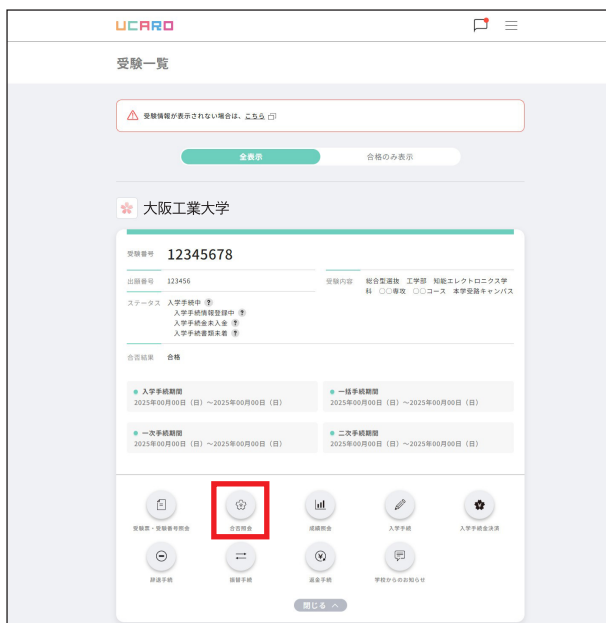 UCARO
受験一覧
受験情報が表示されない場合は、こちら
全表示
合格のみ表示
大阪工業大学
受験番号 12345678
出願番号 123456
受験内容 総合型選抜 工学部 知能エレクトロニクス学
科 〇〇専攻 〇〇コース 本学受験キャンパス
ステータス 入学手続中 ?
入学手続情報登録中 ?
入学手続金未入金 ?
入学手続書類未着 ?
合否結果 合格
入学手続期間
2025年00月00日（日）～2025年00月00日（日）
一括手続期間
2025年00月00日（日）～2025年00月00日（日）
一次手続期間
2025年00月00日（日）～2025年00月00日（日）
二次手続期間
2025年00月00日（日）～2025年00月00日（日）
受験票・受験番号照会
合否照会
成績照会
入学手続
入学手続金決済
辞退手続
振替手続
返金手続
学校からのお知らせ
閉じる